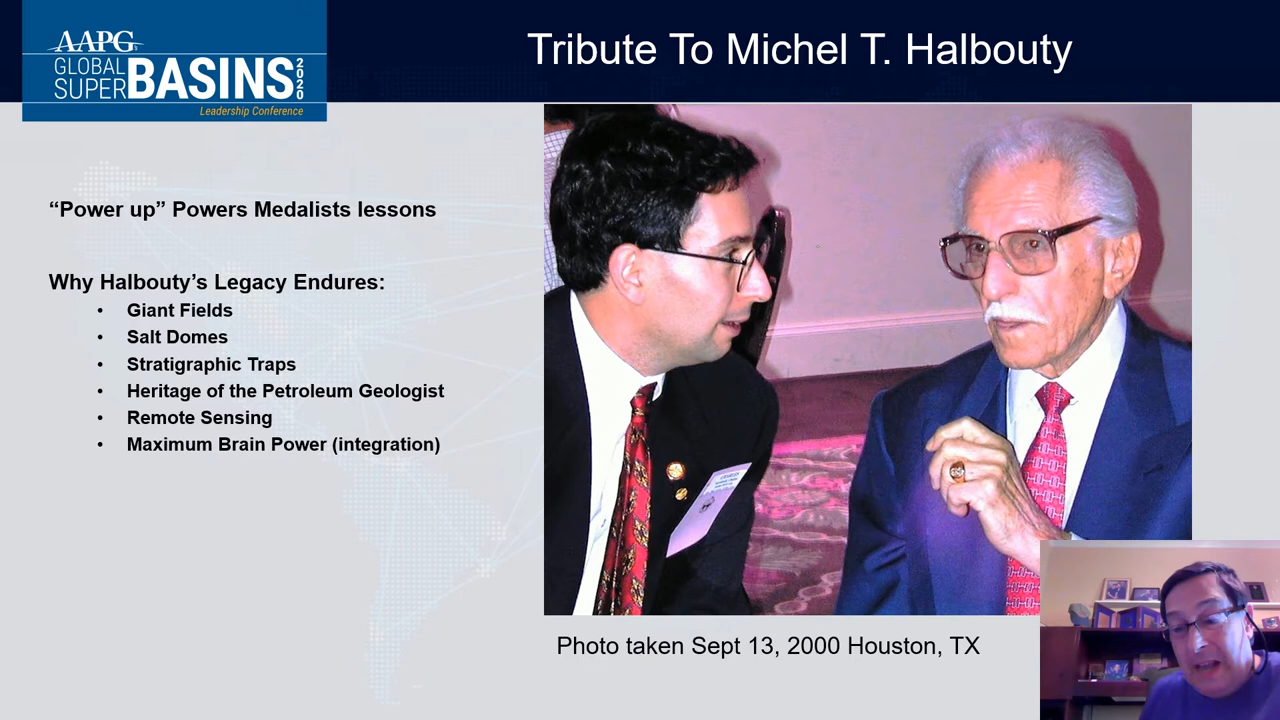 AAPG
GLOBAL
SUPER BASINS 2020
Leadership Conference
Tribute To Michel T. Halbouty
“Power up” Powers Medalists lessons
Why Halbouty’s Legacy Endures:
• Giant Fields
• Salt Domes
• Stratigraphic Traps
• Heritage of the Petroleum Geologist
• Remote Sensing
• Maximum Brain Power (integration)
Photo taken Sept 13, 2000 Houston, TX